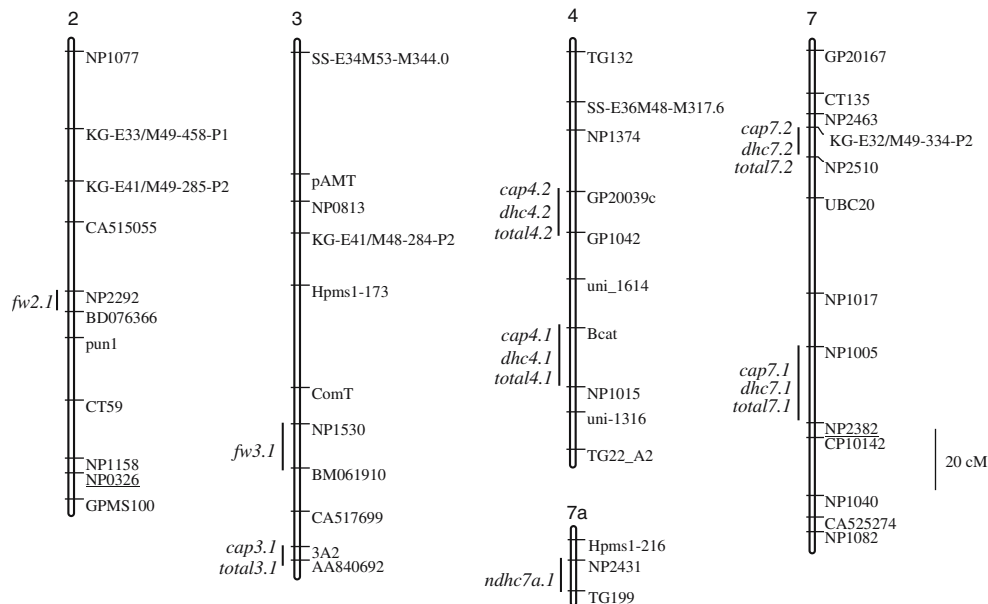 2
NP1077
KG-E33/M49-458-P1
KG-E41/M49-285-P2
CA515055
fw2.1
NP2292
BD076366
pun1
CT59
NP1158
NP0326
GPMS100
3
SS-E34M53-M344.0
pAMT
NP0813
KG-E41/M48-284-P2
Hpms1-173
ComT
NP1530
fw3.1
BM061910
CA517699
cap3.1
3A2
total3.1
AA840692
4
TG132
SS-E36M48-M317.6
NP1374
cap4.2
GP20039c
dhc4.2
total4.2
GP1042
uni_1614
cap4.1
Bcat
dhc4.1
total4.1
NP1015
uni-1316
TG22_A2
7a
Hpms1-216
NP2431
ndhc7a.1
TG199
7
GP20167
CT135
NP2463
cap7.2
KG-E32/M49-334-P2
dhc7.2
total7.2
NP2510
UBC20
NP1017
NP1005
cap7.1
dhc7.1
total7.1
NP2382
CP10142
20 cM
NP1040
CA525274
NP1082